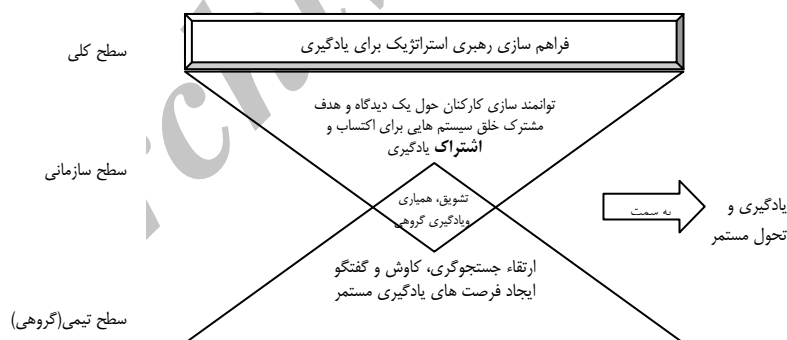 فراهم سازی رهبری استراتژیک برای یادگیری
سطح کلی
توانمند سازی کارکنان حول یک دیدگاه و هدف
مشترک خلق سیستم هایی برای اکتساب و
اشتراک یادگیری
سطح سازمانی
تشویق، همیاری
ویادگیری گروهی
به سمت
یادگیری و
تحول مستمر
ارتقاء جستجوگری، کاوش و گفتگو
ایجاد فرصت های یادگیری مستمر
سطح تیمی(گروهی)